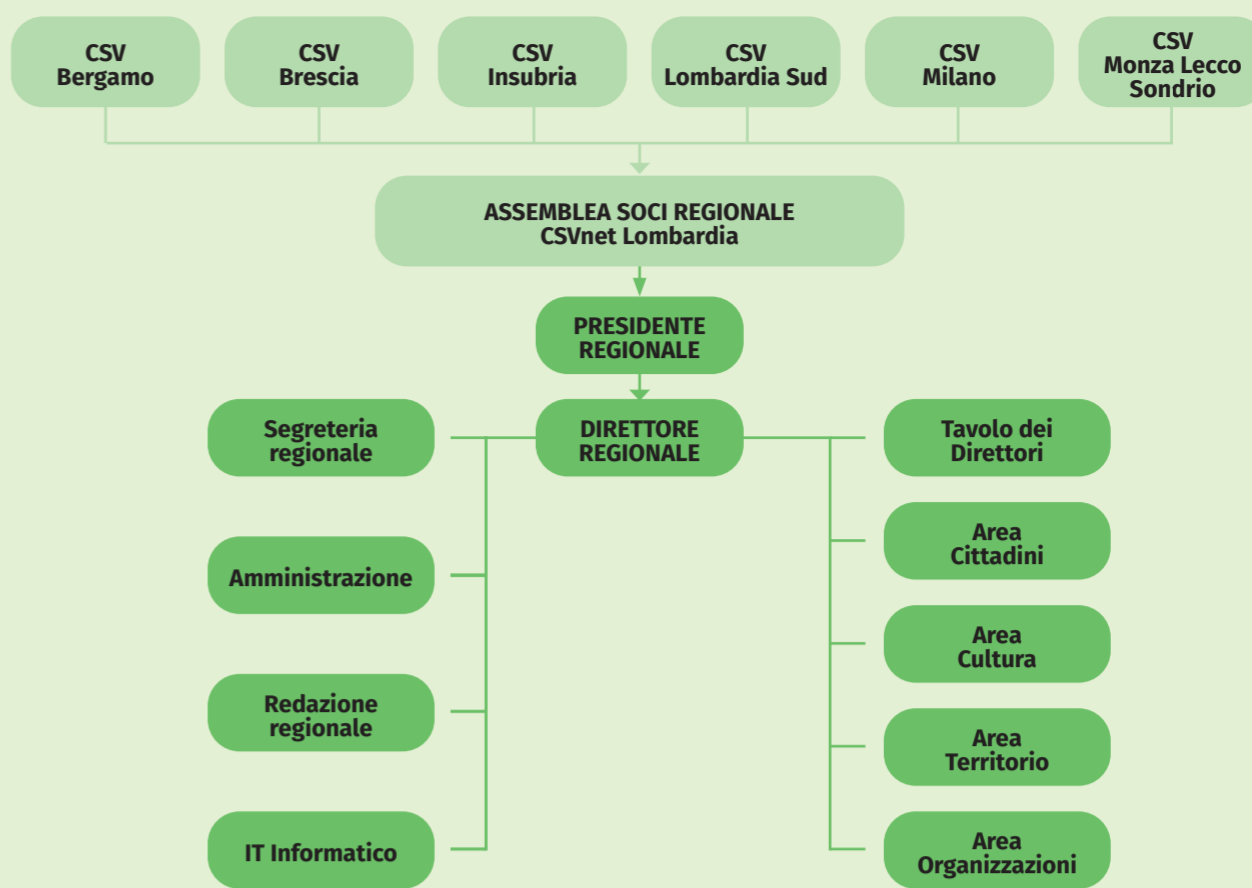 CSV
Bergamo
CSV
Brescia
CSV
Insubria
CSV
Lombardia Sud
CSV
Milano
CSV
Monza Lecco
Sondrio
ASSEMBLEA SOCI REGIONALE
CSVnet Lombardia
PRESIDENTE
REGIONALE
DIRETTORE
REGIONALE
Segreteria
regionale
Amministrazione
Redazione
regionale
IT Informatico
Tavolo dei
Direttori
Area
Cittadini
Area
Cultura
Area
Territorio
Area
Organizzazioni